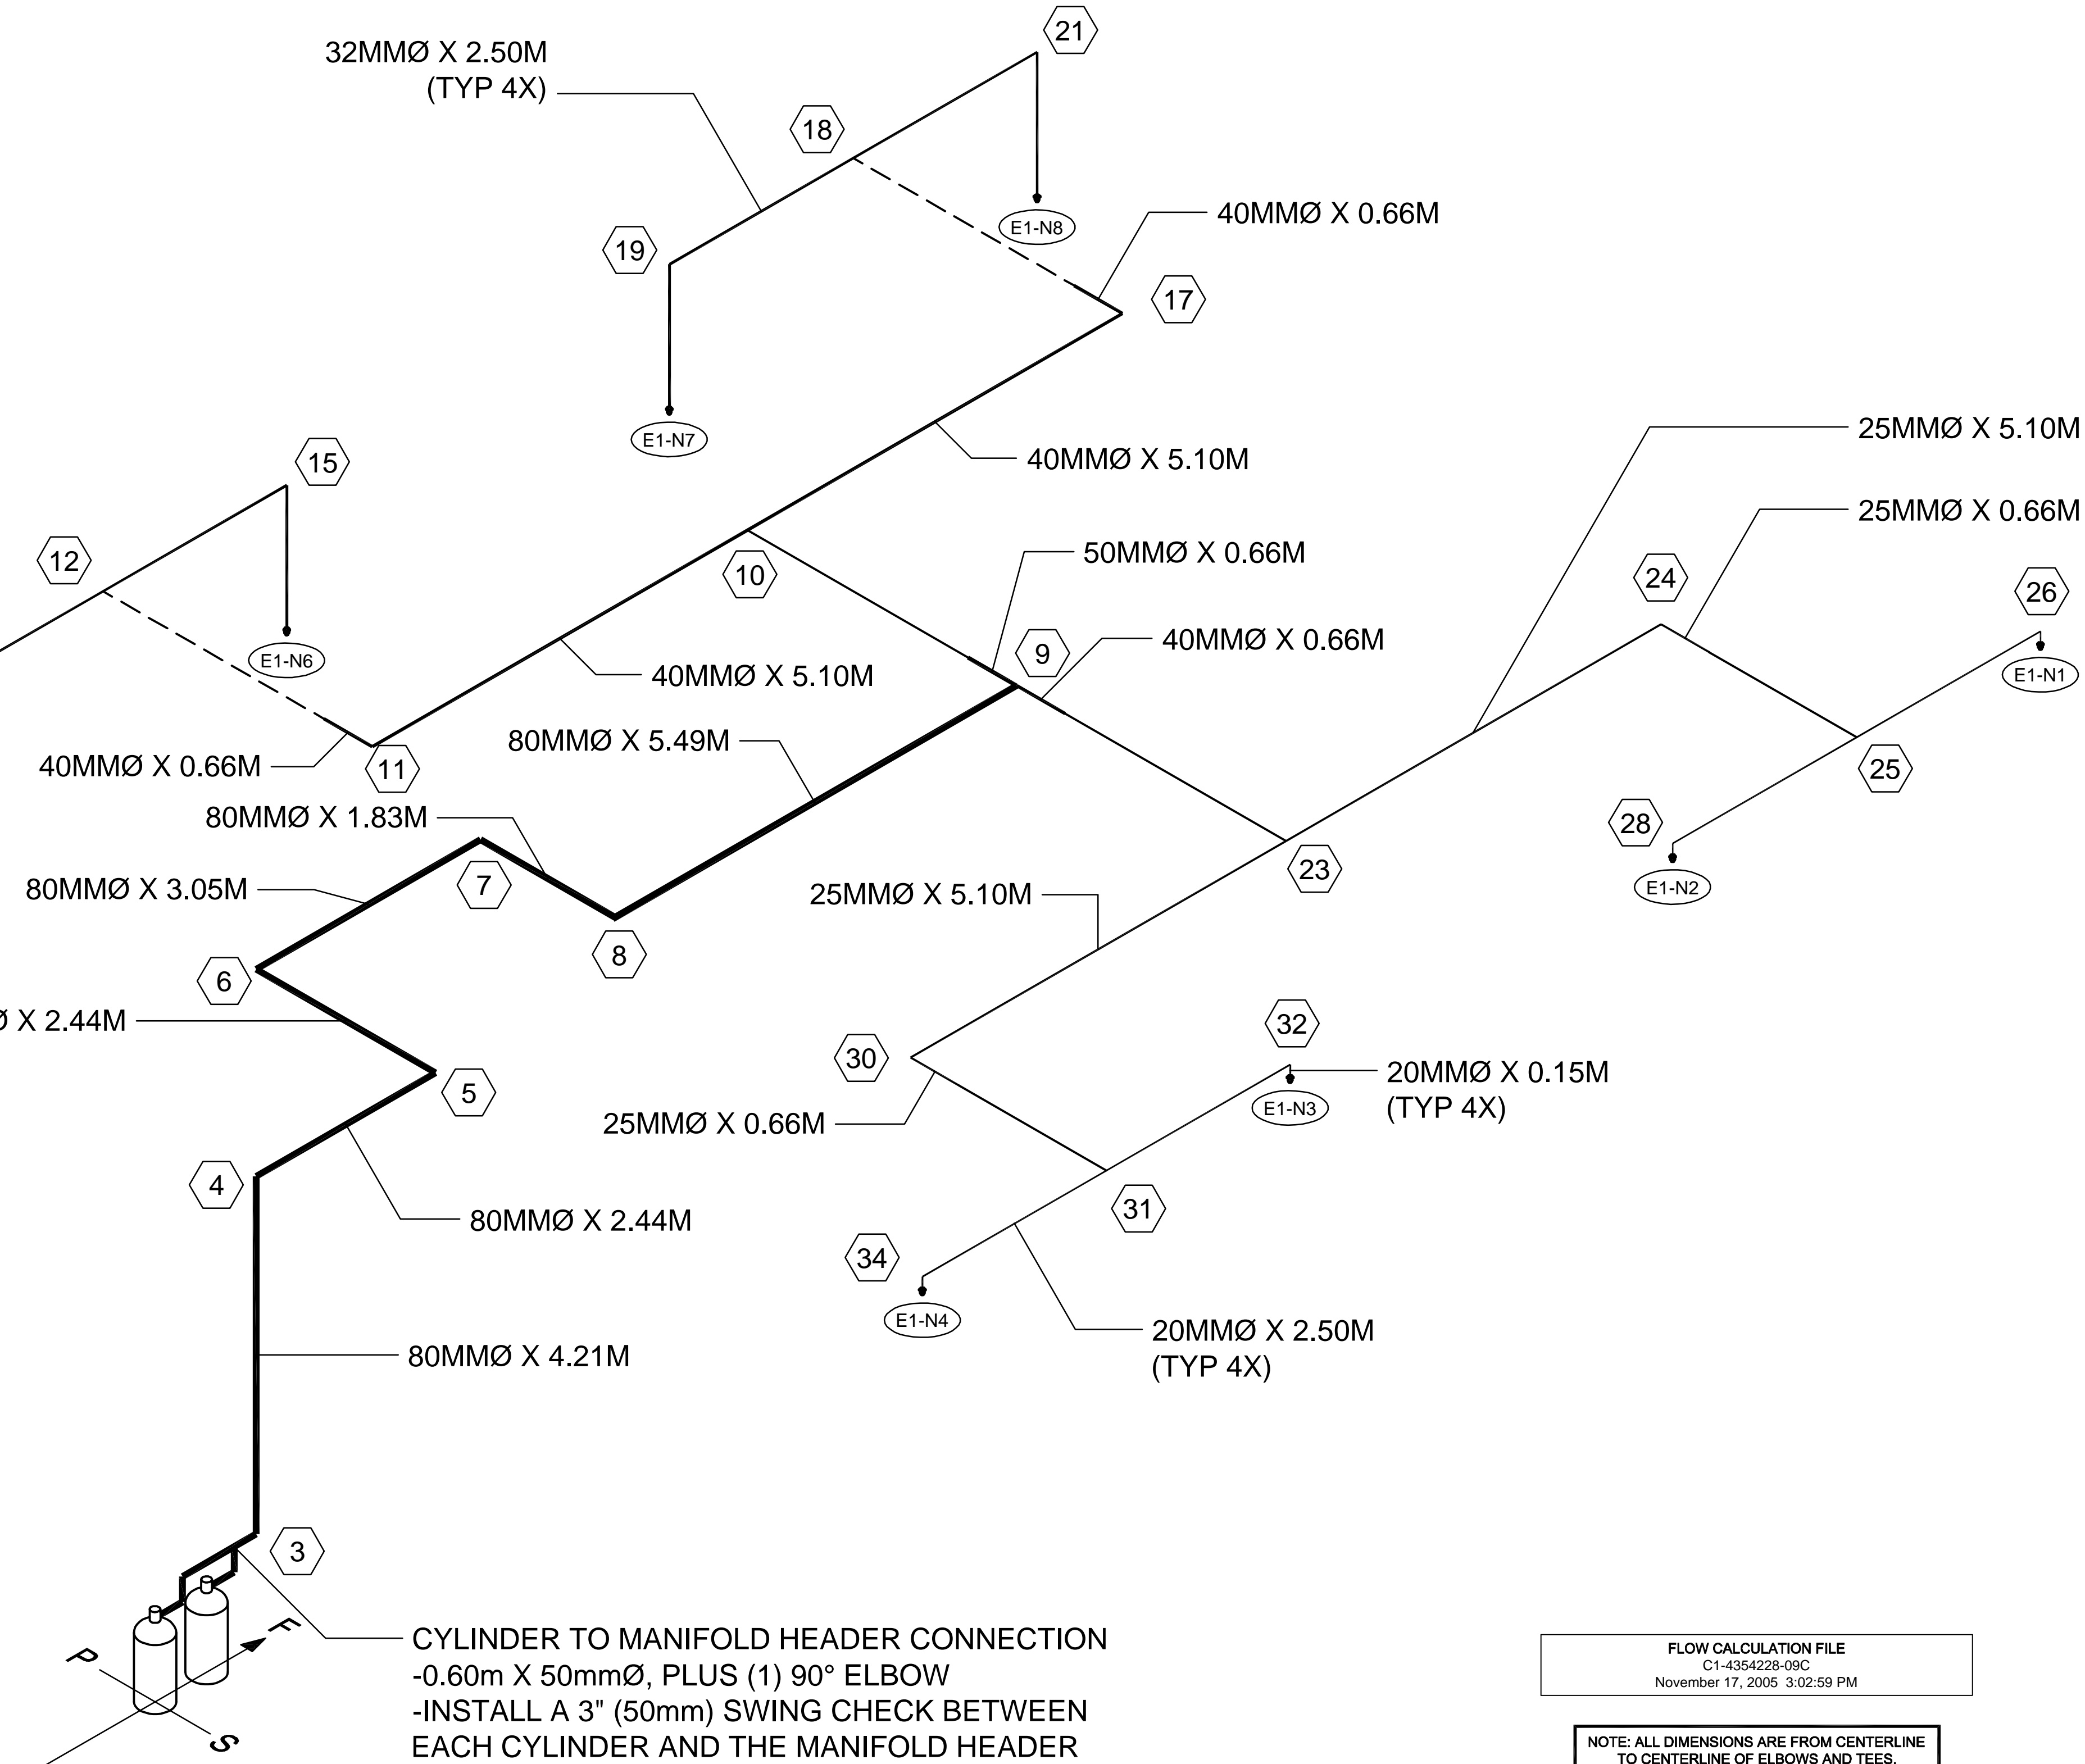 21
32MMØ X 2.50M
(TYP 4X)
18
40MMØ X 0.66M
E1-N8
19
17
E1-N7
25MMØ X 5.10M
40MMØ X 5.10M
15
25MMØ X 0.66M
12
50MMØ X 0.66M
10
24
26
40MMØ X 0.66M
9
E1-N6
40MMØ X 5.10M
E1-N1
80MMØ X 5.49M
40MMØ X 0.66M
11
25
80MMØ X 1.83M
28
23
7
80MMØ X 3.05M
25MMØ X 5.10M
E1-N2
8
6
Ø X 2.44M
32
30
20MMØ X 0.15M
(TYP 4X)
5
E1-N3
25MMØ X 0.66M
4
31
80MMØ X 2.44M
34
E1-N4
20MMØ X 2.50M
(TYP 4X)
80MMØ X 4.21M
3
F
P
S
CYLINDER TO MANIFOLD HEADER CONNECTION
-0.60m X 50mmØ, PLUS (1) 90° ELBOW
-INSTALL A 3" (50mm) SWING CHECK BETWEEN
EACH CYLINDER AND THE MANIFOLD HEADER
FLOW CALCULATION FILE
C1-4354228-09C
November 17, 2005 3:02:59 PM
NOTE: ALL DIMENSIONS ARE FROM CENTERLINE
TO CENTERLINE OF ELBOWS AND TEES.